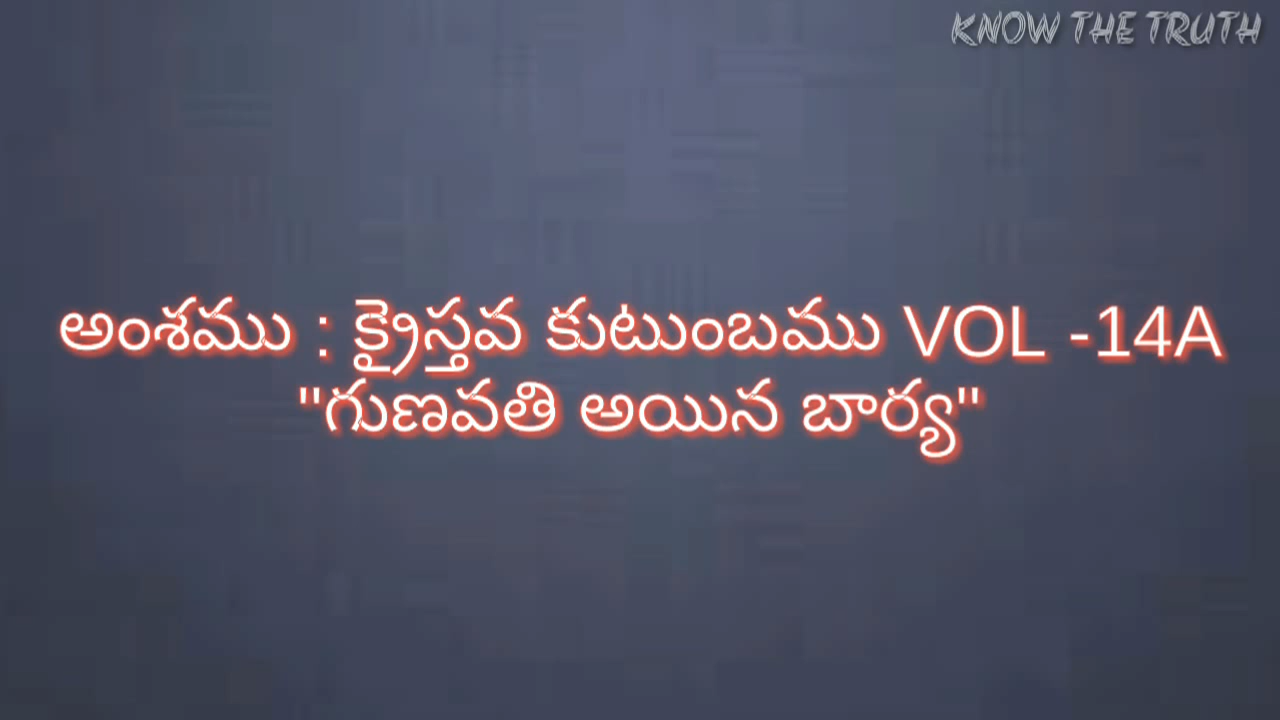 KNOW THE TRUTH
అంశము : క్రైస్తవ కుటుంబము VOL -14A
"గుణవతి అయిన బార్య"